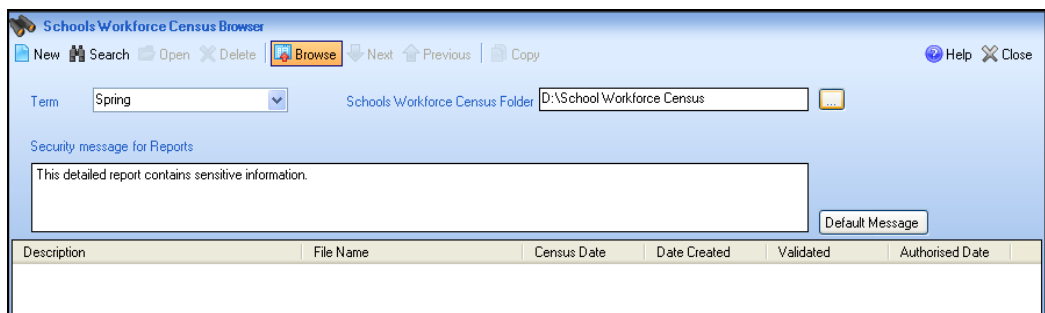 Schools Workforce Census Browser
New Search Open Delete Browse Next Previous Copy Help Close
Term Spring Schools Workforce Census Folder D:\School Workforce Census ...
Security message for Reports
This detailed report contains sensitive information.
Default Message
Description File Name Census Date Date Created Validated Authorised Date